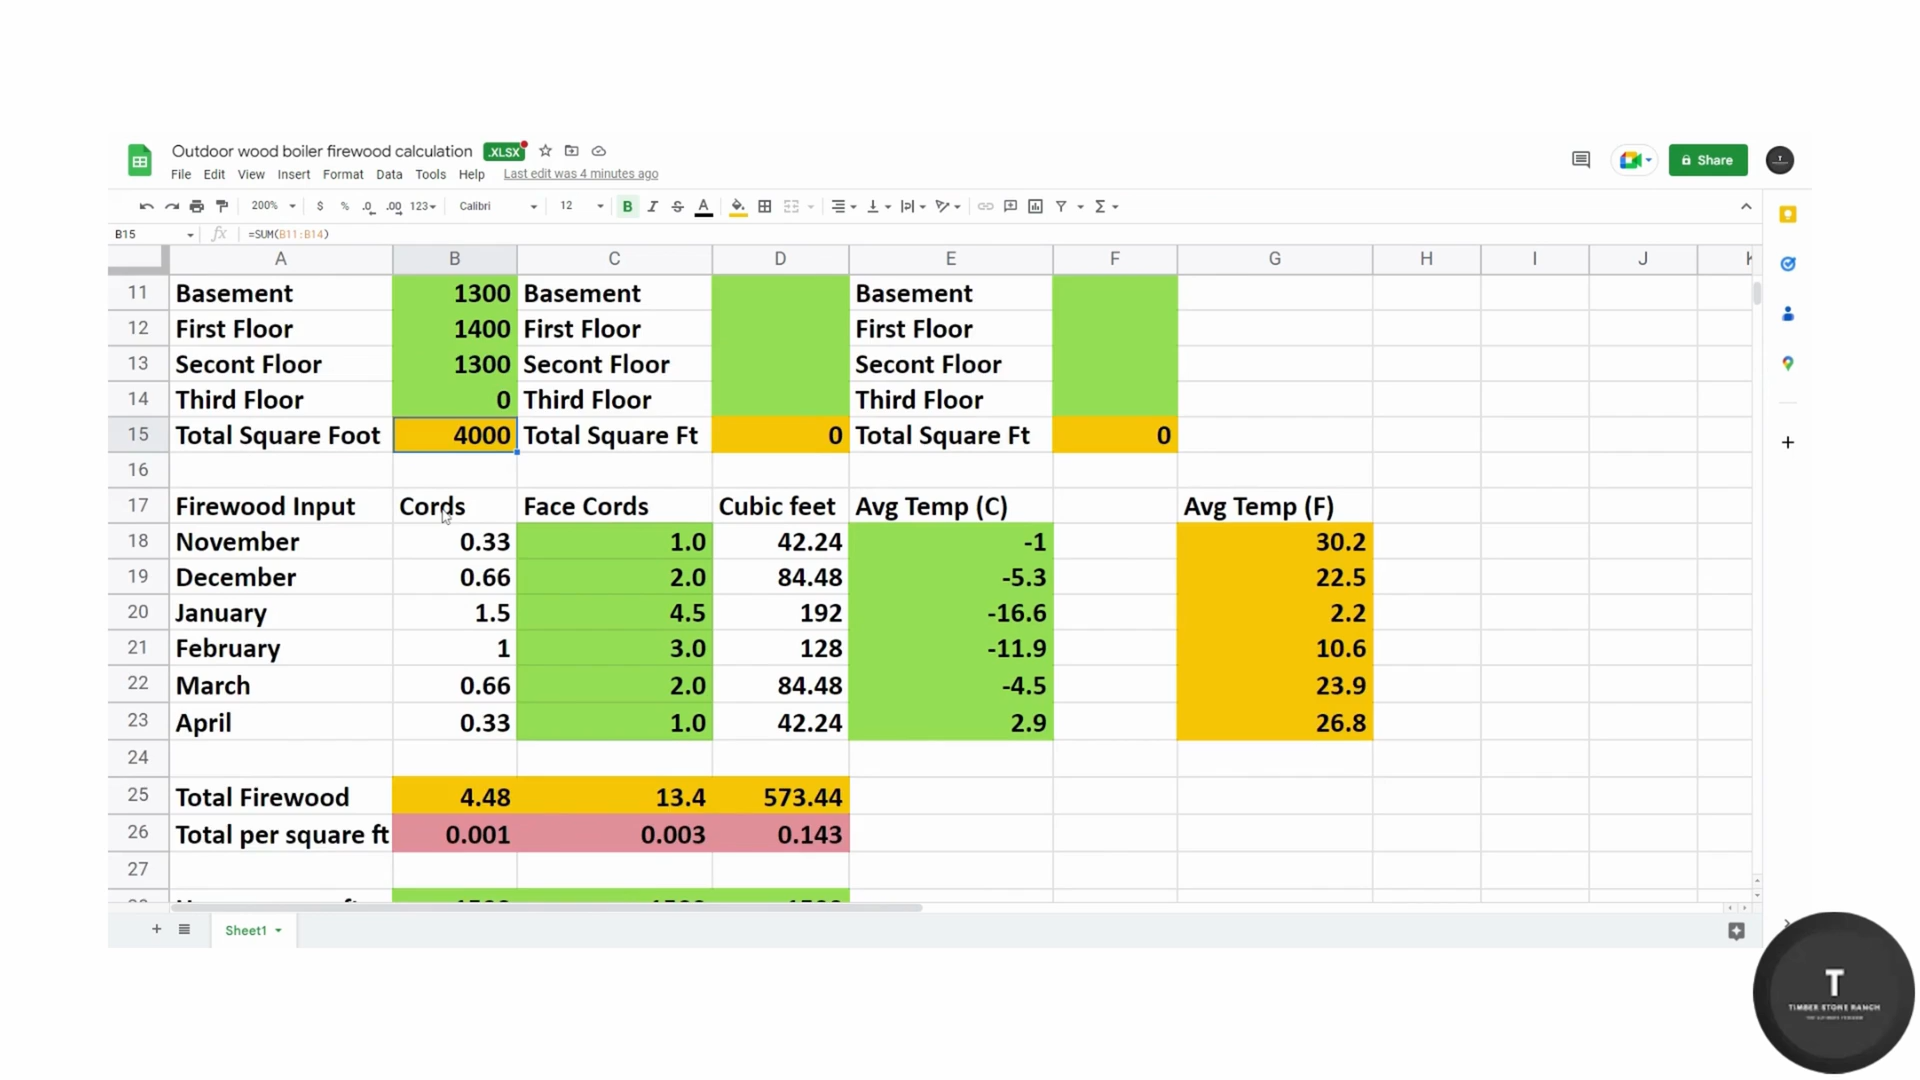 Outdoor wood boiler firewood calculation .XLSX
Share
File Edit View Insert Format Data Tools Help Last edit was 4 minutes ago
200% $ % .0 .00 123 Calibri 12 B I S A
B15 fx =SUM(B11:B14)
A B C D E F G H I J K
11 Basement 1300 Basement Basement
12 First Floor 1400 First Floor First Floor
13 Secont Floor 1300 Secont Floor Secont Floor
14 Third Floor 0 Third Floor Third Floor
15 Total Square Foot 4000 Total Square Ft 0 Total Square Ft 0
16
17 Firewood Input Cords Face Cords Cubic feet Avg Temp (C) Avg Temp (F)
18 November 0.33 1.0 42.24 -1 30.2
19 December 0.66 2.0 84.48 -5.3 22.5
20 January 1.5 4.5 192 -16.6 2.2
21 February 1 3.0 128 -11.9 10.6
22 March 0.66 2.0 84.48 -4.5 23.9
23 April 0.33 1.0 42.24 2.9 26.8
24
25 Total Firewood 4.48 13.4 573.44
26 Total per square ft 0.001 0.003 0.143
27
Sheet1
T
TIMBER STONE RANCH